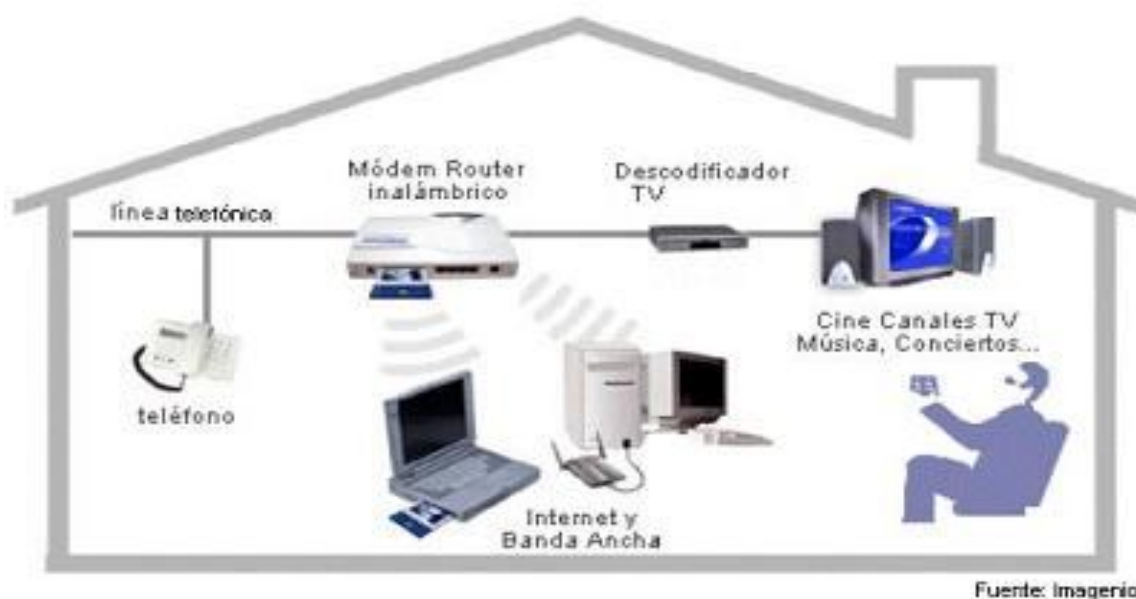 Módem Router
inalámbrico
Descodificador
TV
línea telefónica
Cine Canales TV
Música, Conciertos...
teléfono
Internet y
Banda Ancha
Fuente: Imagenio